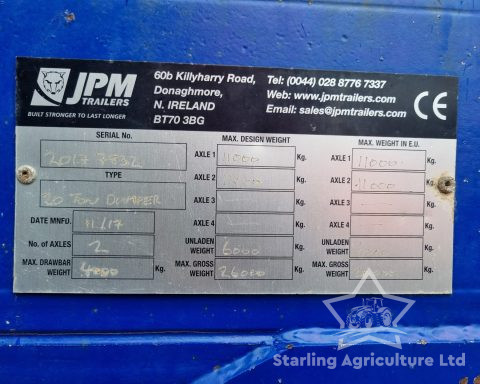 JPM
TRAILERS
BUILT STRONGER TO LAST LONGER
60b Killyharry Road,
Donaghmore,
N. IRELAND
BT70 3BG
Tel: (0044) 028 8776 7337
Web: www.jpmtrailers.com
Email: sales@jpmtrailers.com
CE
SERIAL No.
TYPE
20 TON DUMPER
DATE MNFD. 11/17
No. of AXLES 2
MAX. DRAWBAR WEIGHT 4000 Kg.
MAX. DESIGN WEIGHT
AXLE 1 11000 Kg.
AXLE 2 Kg.
AXLE 3 Kg.
AXLE 4 Kg.
UNLADEN WEIGHT 6000 Kg.
MAX. GROSS WEIGHT 26000 Kg.
MAX. WEIGHT IN E.U.
AXLE 1 11000 Kg.
AXLE 2 11000 Kg.
AXLE 3 Kg.
AXLE 4 Kg.
UNLADEN WEIGHT Kg.
MAX. GROSS WEIGHT Kg.
Starling Agriculture Ltd